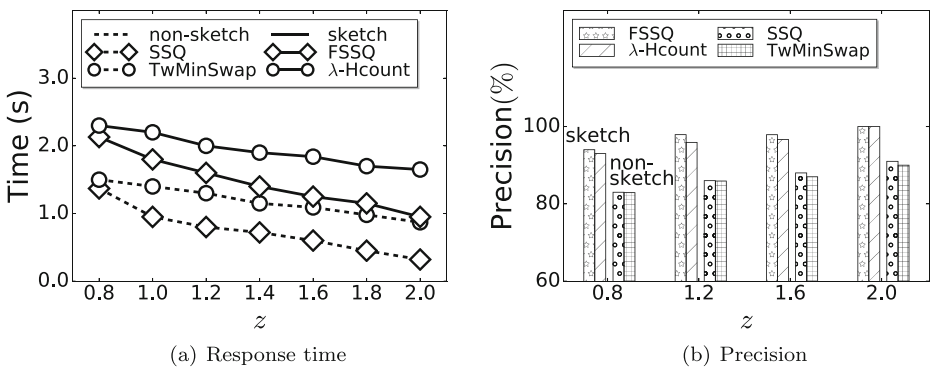 non-sketch sketch
SSQ FSSQ
TwMinSwap λ-Hcount
Time (s)
3.0
2.0
1.0
0.0
0.8 1.0 1.2 1.4 1.6 1.8 2.0
z
(a) Response time
FSSQ SSQ
λ-Hcount TwMinSwap
Precision(%)
100
80
60
sketch
non-
sketch
0.8 1.2 1.6 2.0
z
(b) Precision